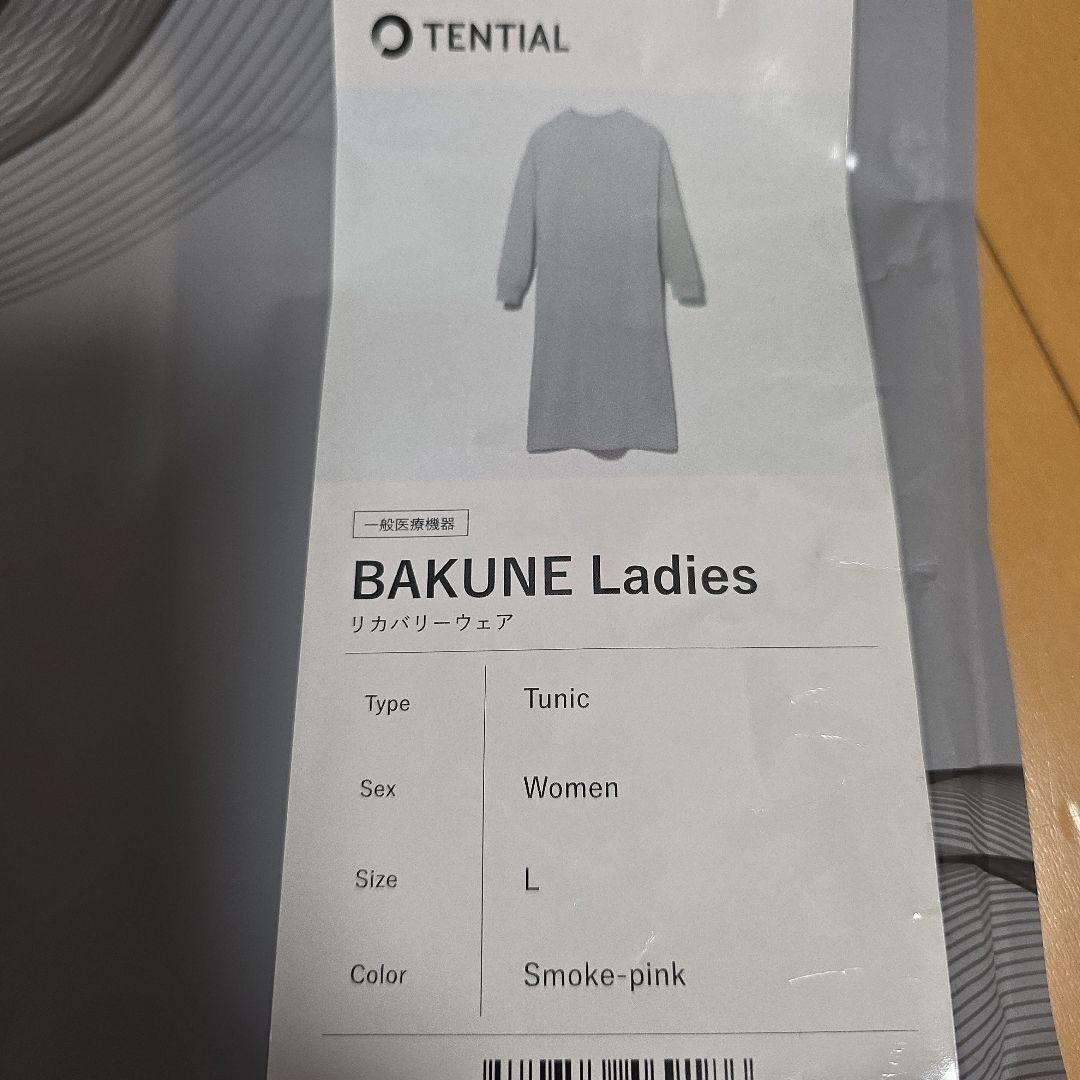 TENTIAL
一般医療機器
BAKUNE Ladies
リカバリーウェア
Type Tunic
Sex Women
Size L
Color Smoke-pink